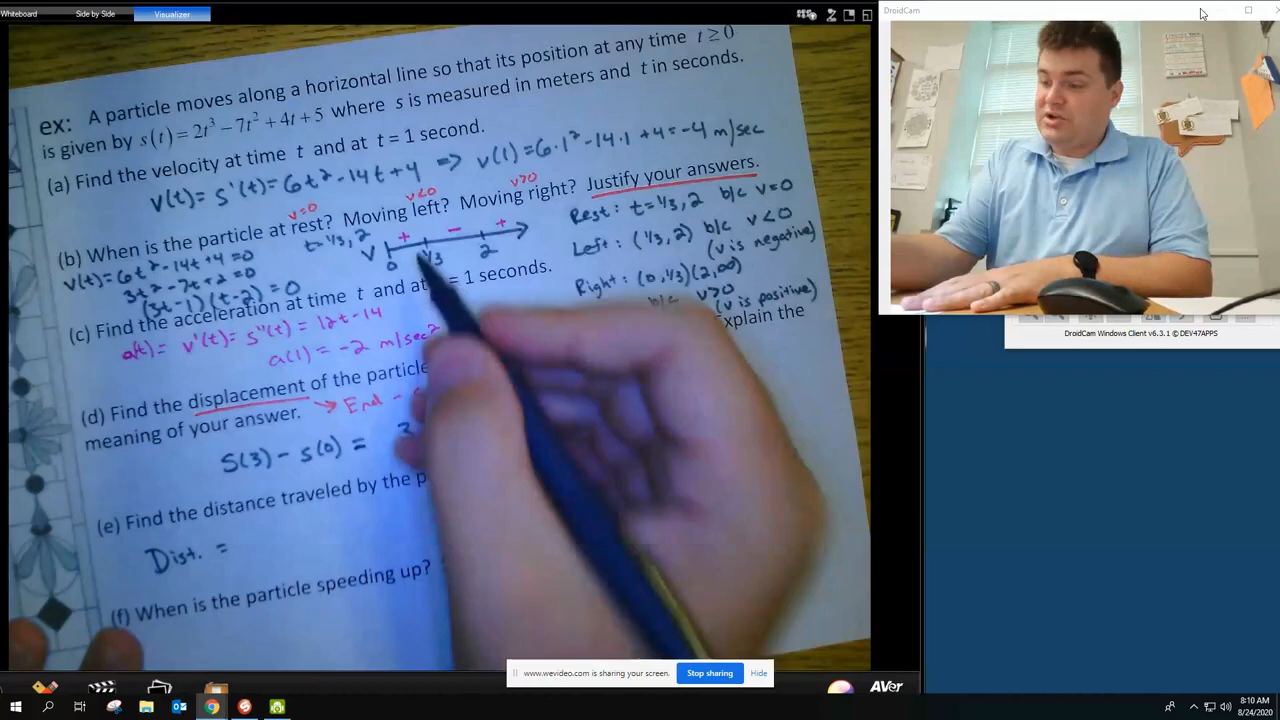 Whiteboard Side by Side Visualizer
DroidCam
ex: A particle moves along a horizontal line so that its position at any time t ≥ 0
is given by s(t) = 2t³ − 7t² + 4t + 5 where s is measured in meters and t in seconds.
(a) Find the velocity at time t and at t = 1 second.
v(t) = s'(t) = 6t² - 14t + 4 => v(1) = 6·1² - 14·1 + 4 = -4 m/sec
v=0 v<0 v>0
(b) When is the particle at rest? Moving left? Moving right? Justify your answers.
v(t) = 6t² - 14t + 4 = 0
3t² - 7t + 2 = 0
(3t - 1)(t - 2) = 0
t = 1/3, 2
v + - +
0 1/3 2
Rest: t = 1/3, 2 b/c v = 0
Left: (1/3, 2) b/c v < 0
(v is negative)
Right: (0, 1/3)(2, ∞)
b/c v > 0
(v is positive)
(c) Find the acceleration at time t and at = 1 seconds.
a(t) = v'(t) = s''(t) = 12t - 14
a(1) = -2 m/sec²
(d) Find the displacement of the particle
xplain the
meaning of your answer. → End -
S(3) - s(0) =
(e) Find the distance traveled by the p
Dist. =
(f) When is the particle speeding up?
DroidCam Windows Client v6.3.1 © DEV47APPS
www.wevideo.com is sharing your screen. Stop sharing Hide
AVer
8:10 AM
8/24/2020